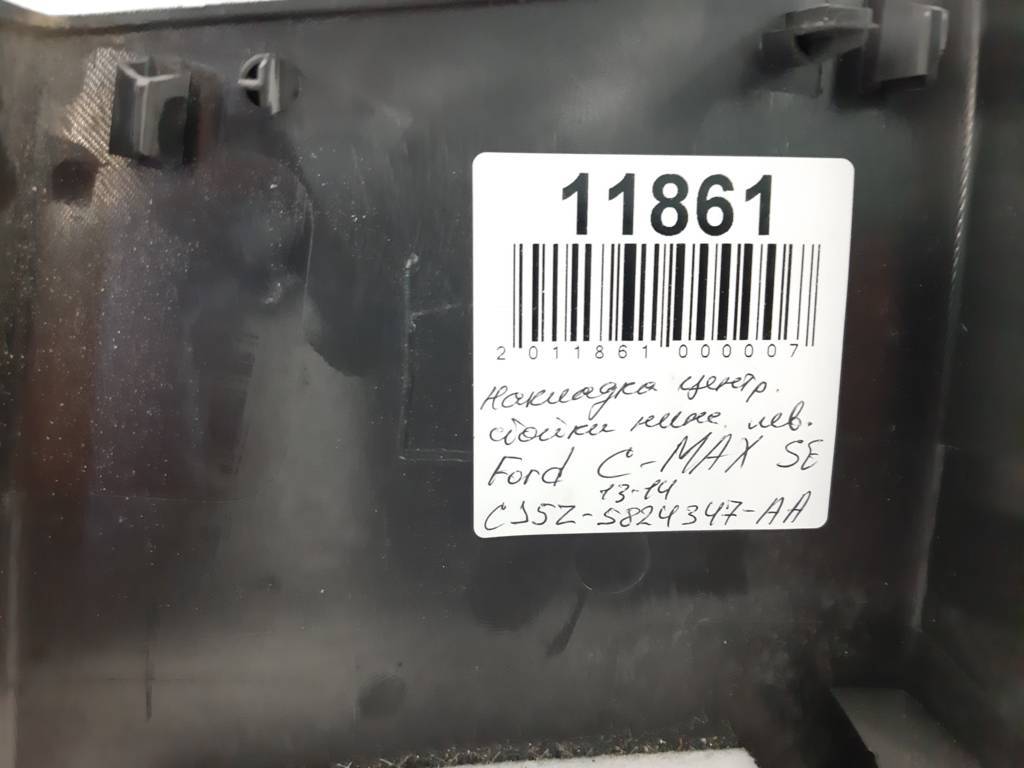 11861
2 011861 000007
Накладка центр.
стойки ниж. лев.
Ford C-MAX SE
13-14
CJ5Z-5824347-AA